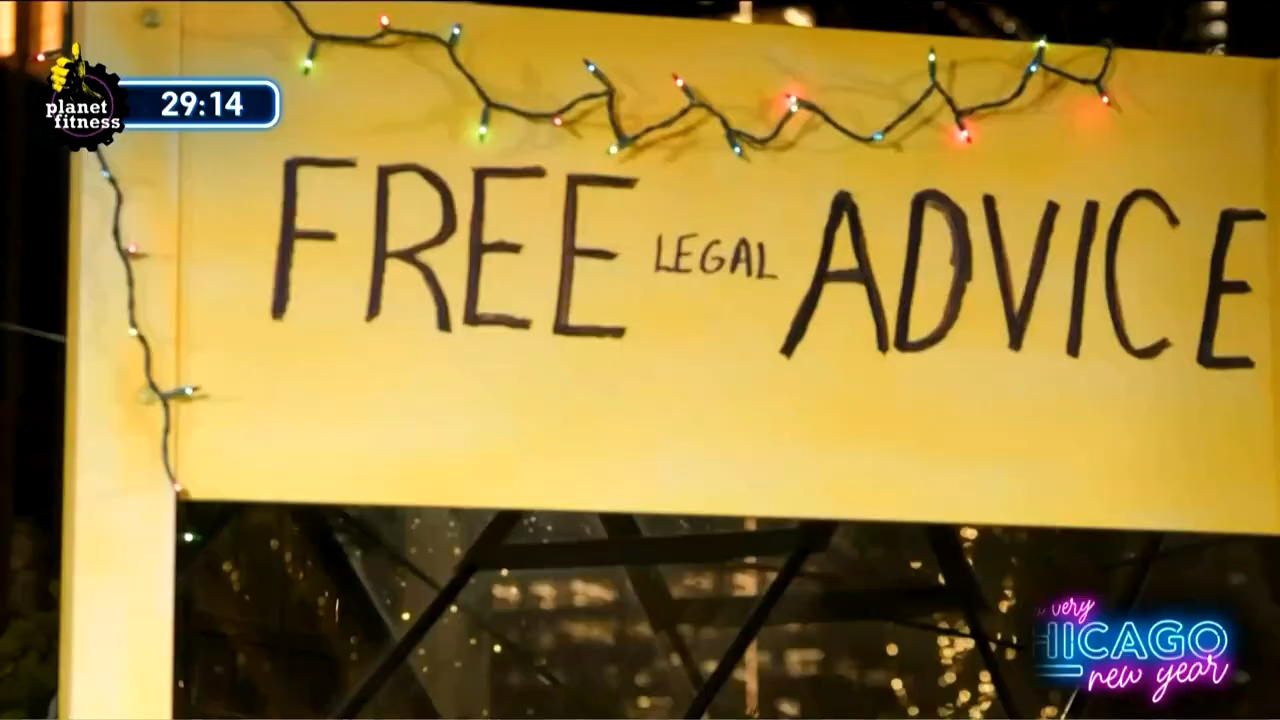 planet
fitness
29:14
FREE LEGAL ADVICE
a very
CHICAGO
new year